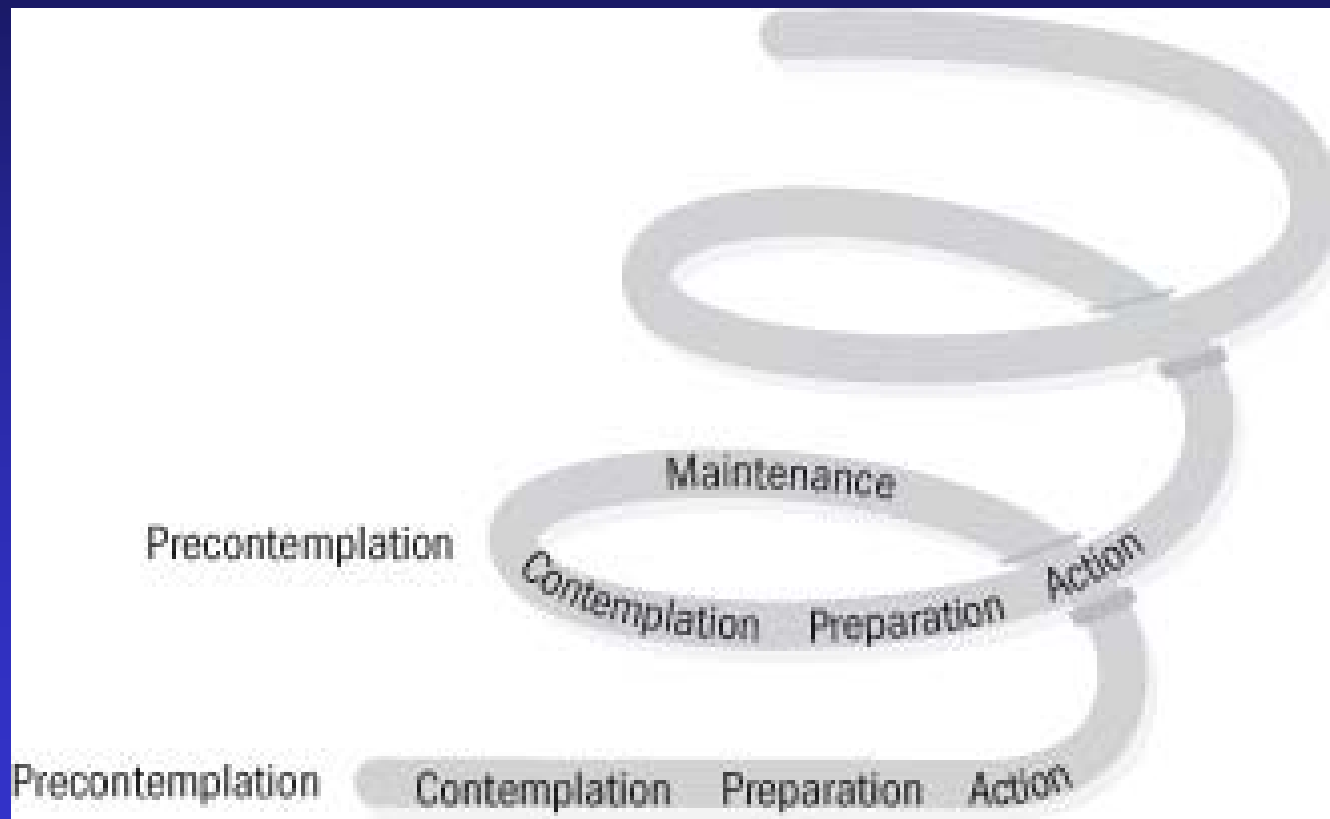 Maintenance
Precontemplation
Contemplation Preparation Action
Precontemplation Contemplation Preparation Action